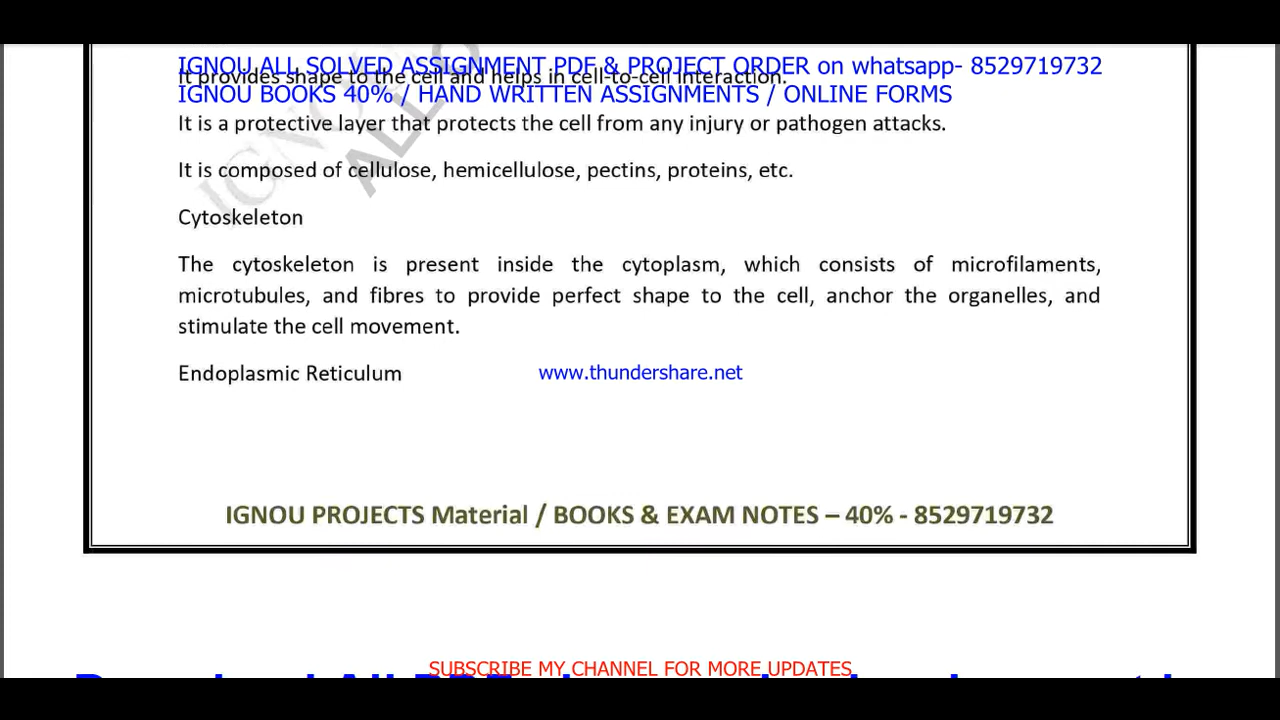 IGNOU ALL SOLVED ASSIGNMENT PDF & PROJECT ORDER on whatsapp- 8529719732
It provides shape to the cell and helps in cell-to-cell interaction.
IGNOU BOOKS 40% / HAND WRITTEN ASSIGNMENTS / ONLINE FORMS
It is a protective layer that protects the cell from any injury or pathogen attacks.
It is composed of cellulose, hemicellulose, pectins, proteins, etc.
Cytoskeleton
The cytoskeleton is present inside the cytoplasm, which consists of microfilaments,
microtubules, and fibres to provide perfect shape to the cell, anchor the organelles, and
stimulate the cell movement.
Endoplasmic Reticulum
www.thundershare.net
IGNOU PROJECTS Material / BOOKS & EXAM NOTES – 40% - 8529719732
SUBSCRIBE MY CHANNEL FOR MORE UPDATES